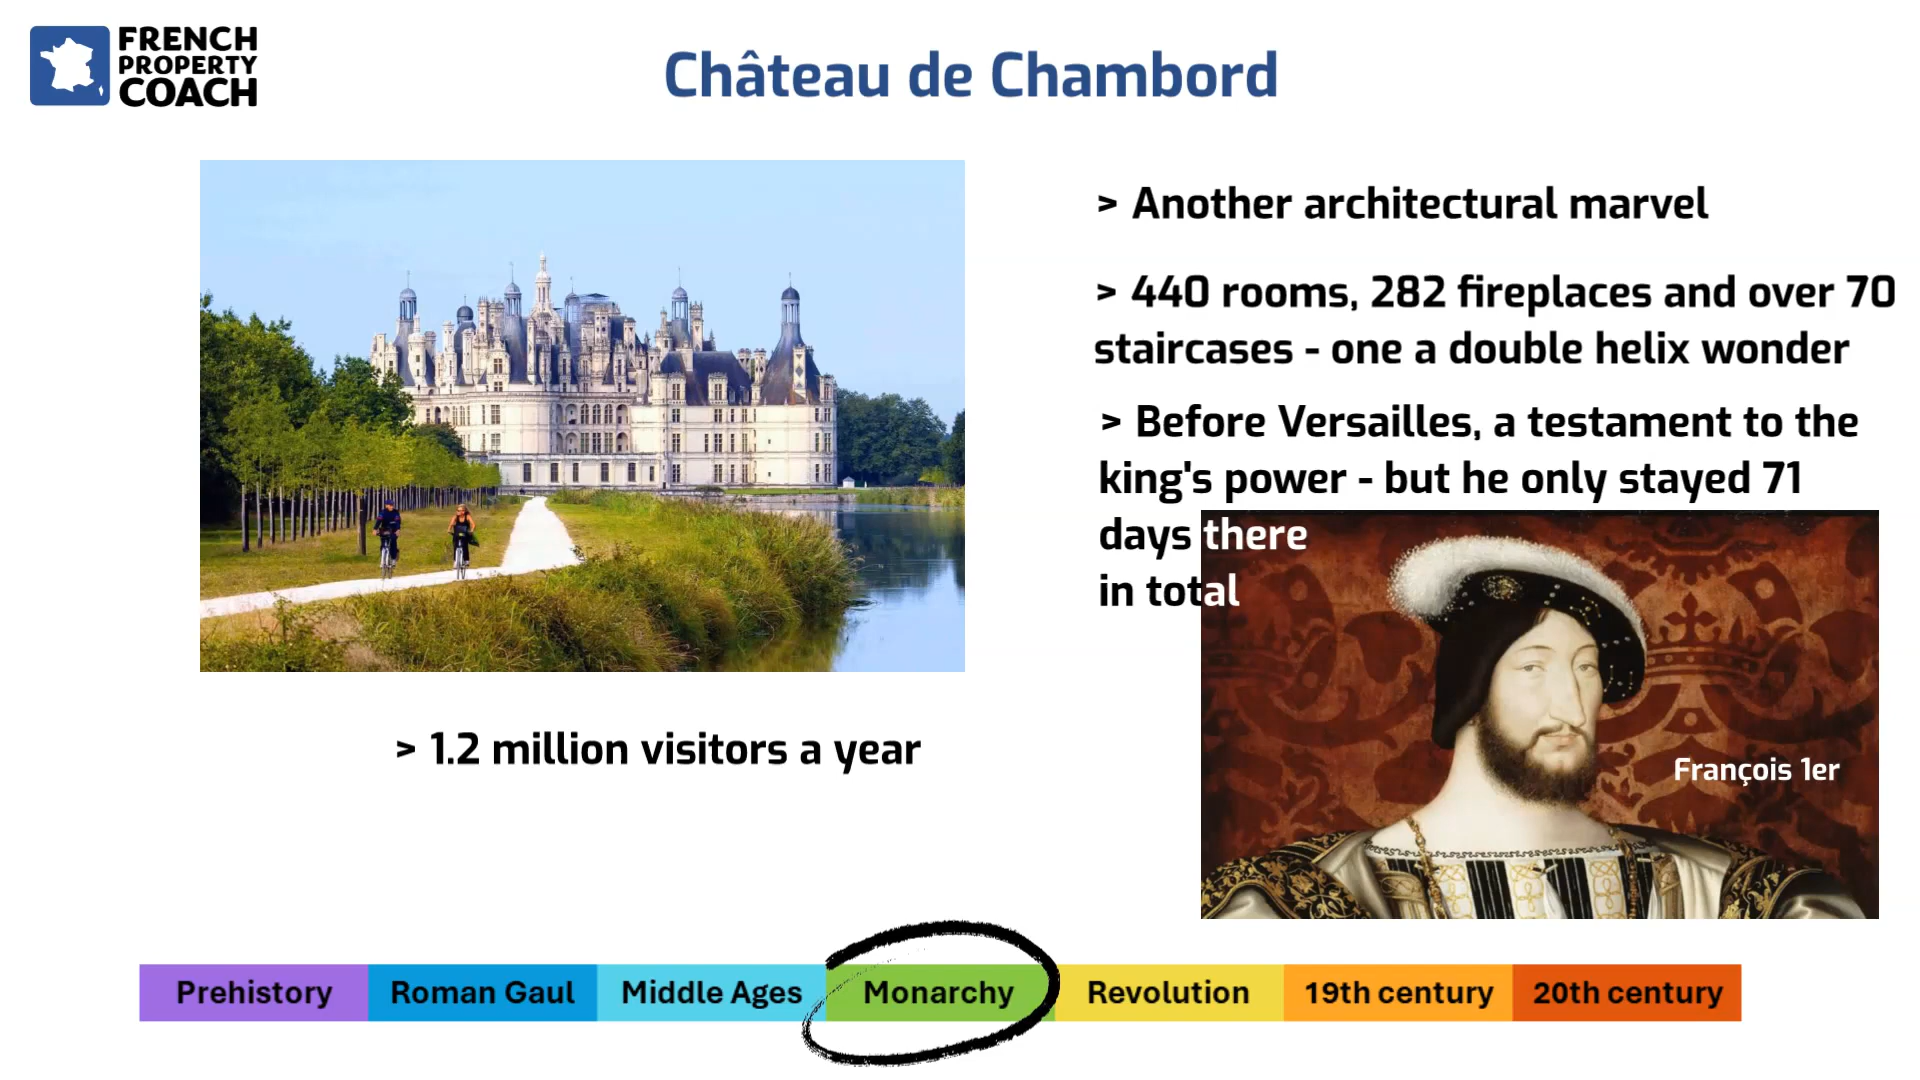 FRENCH
PROPERTY
COACH
Château de Chambord
> Another architectural marvel
> 440 rooms, 282 fireplaces and over 70
staircases - one a double helix wonder
> Before Versailles, a testament to the
king's power - but he only stayed 71
days there
in total
François 1er
> 1.2 million visitors a year
Prehistory
Roman Gaul
Middle Ages
Monarchy
Revolution
19th century
20th century